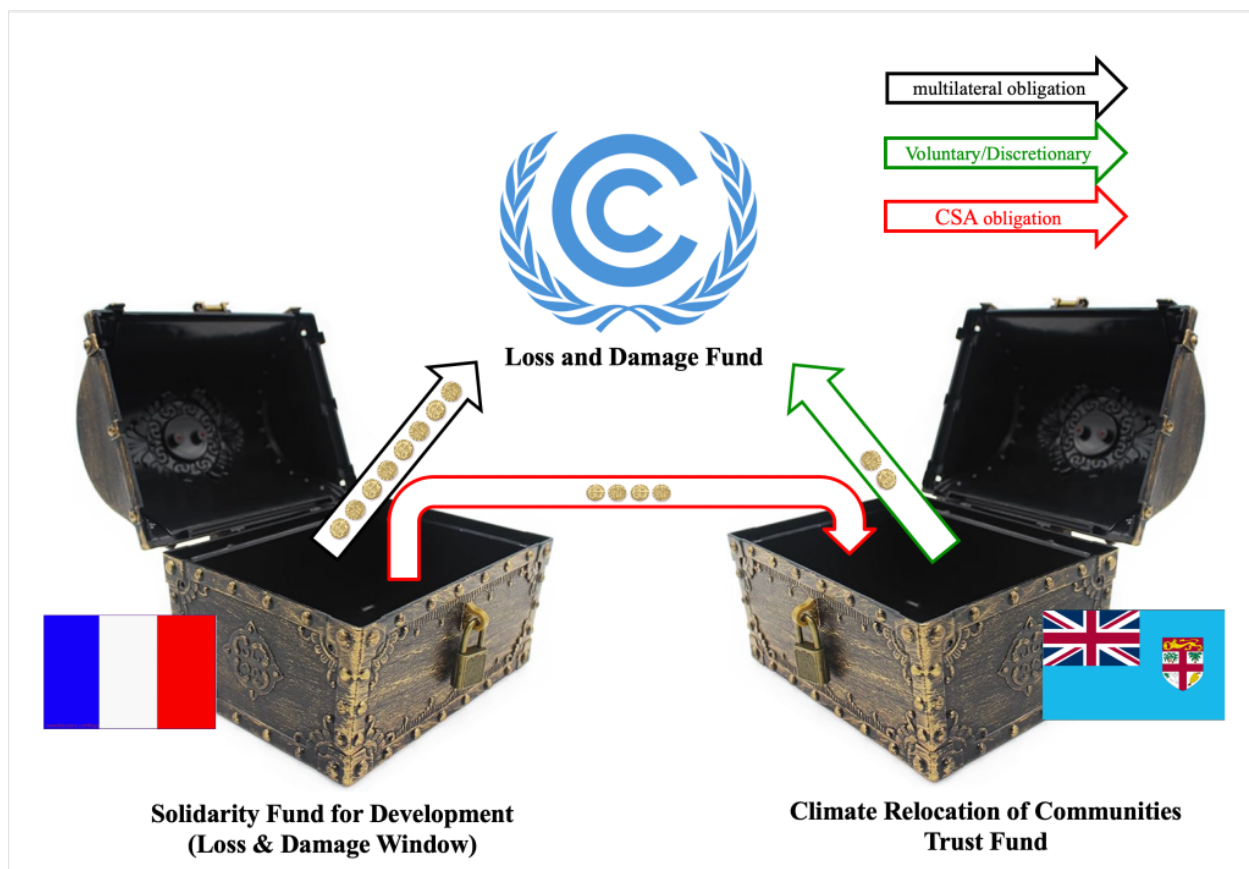 multilateral obligation
Voluntary/Discretionary
CSA obligation
Loss and Damage Fund
Solidarity Fund for Development
(Loss & Damage Window)
Climate Relocation of Communities
Trust Fund